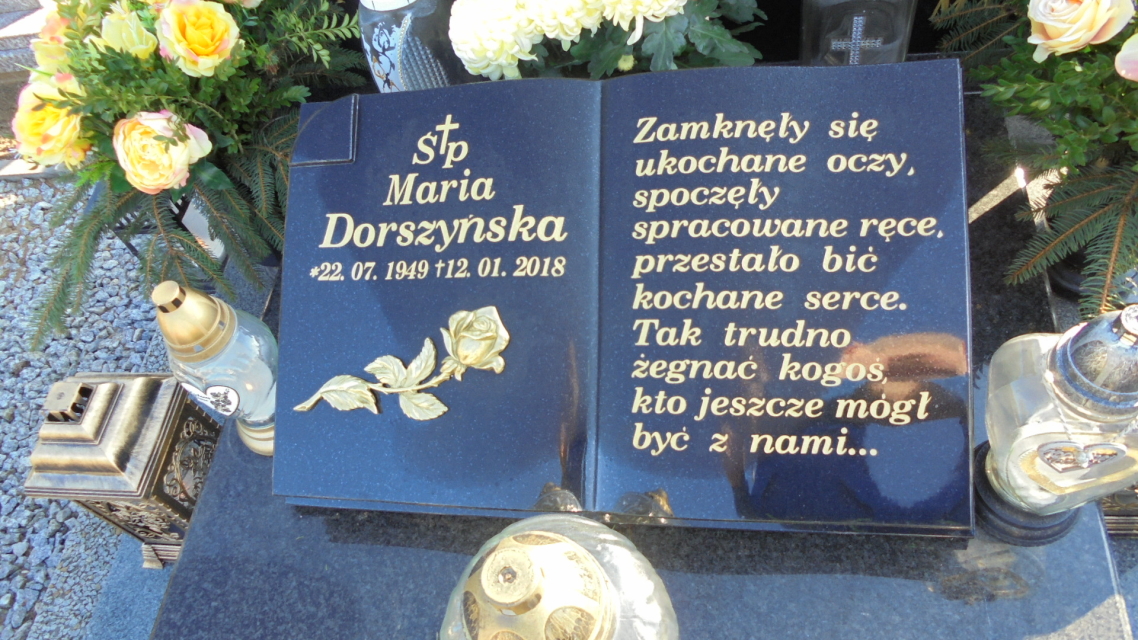 Ś†p
Maria
Dorszyńska
*22. 07. 1949 †12. 01. 2018
Zamknęły się
ukochane oczy,
spoczęły
spracowane ręce,
przestało bić
kochane serce.
Tak trudno
żegnać kogoś,
kto jeszcze mógł
być z nami...